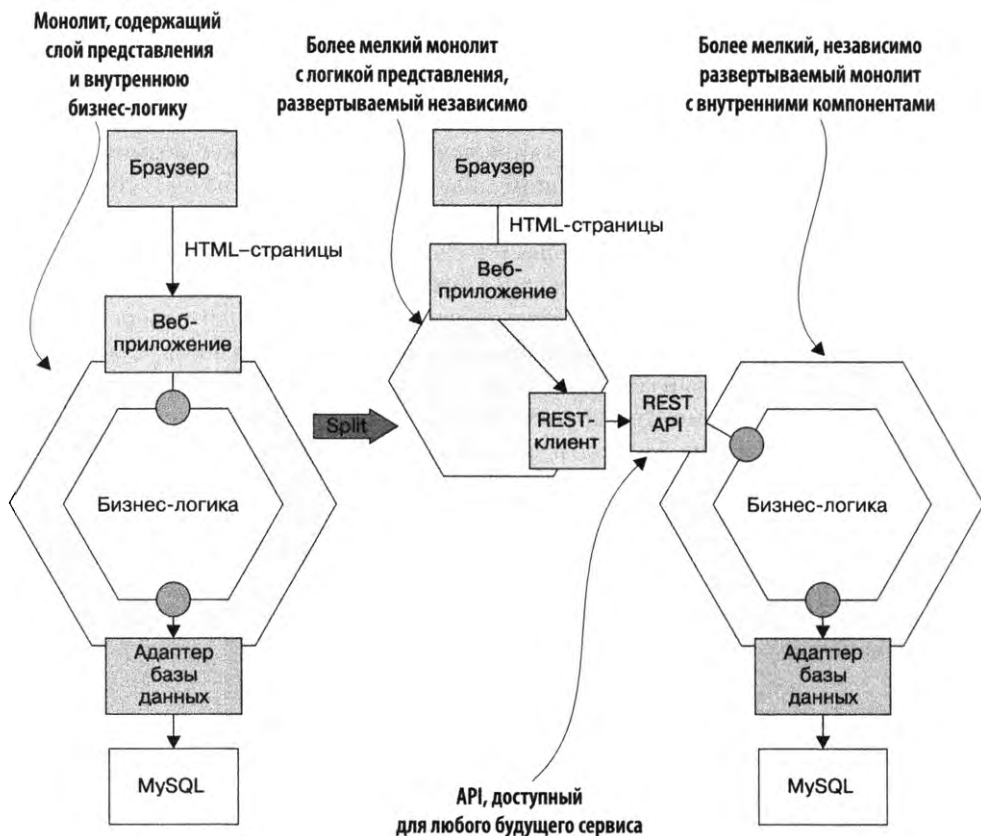 Монолит, содержащий
слой представления
и внутреннюю
бизнес-логику
Браузер
HTML–страницы
Веб-
приложение
Бизнес-логика
Адаптер
базы
данных
MySQL
Split
Более мелкий монолит
с логикой представления,
развертываемый независимо
Браузер
HTML-страницы
Веб-
приложение
REST-
клиент
REST
API
API, доступный
для любого будущего сервиса
Более мелкий, независимо
развертываемый монолит
с внутренними компонентами
Бизнес-логика
Адаптер
базы
данных
MySQL